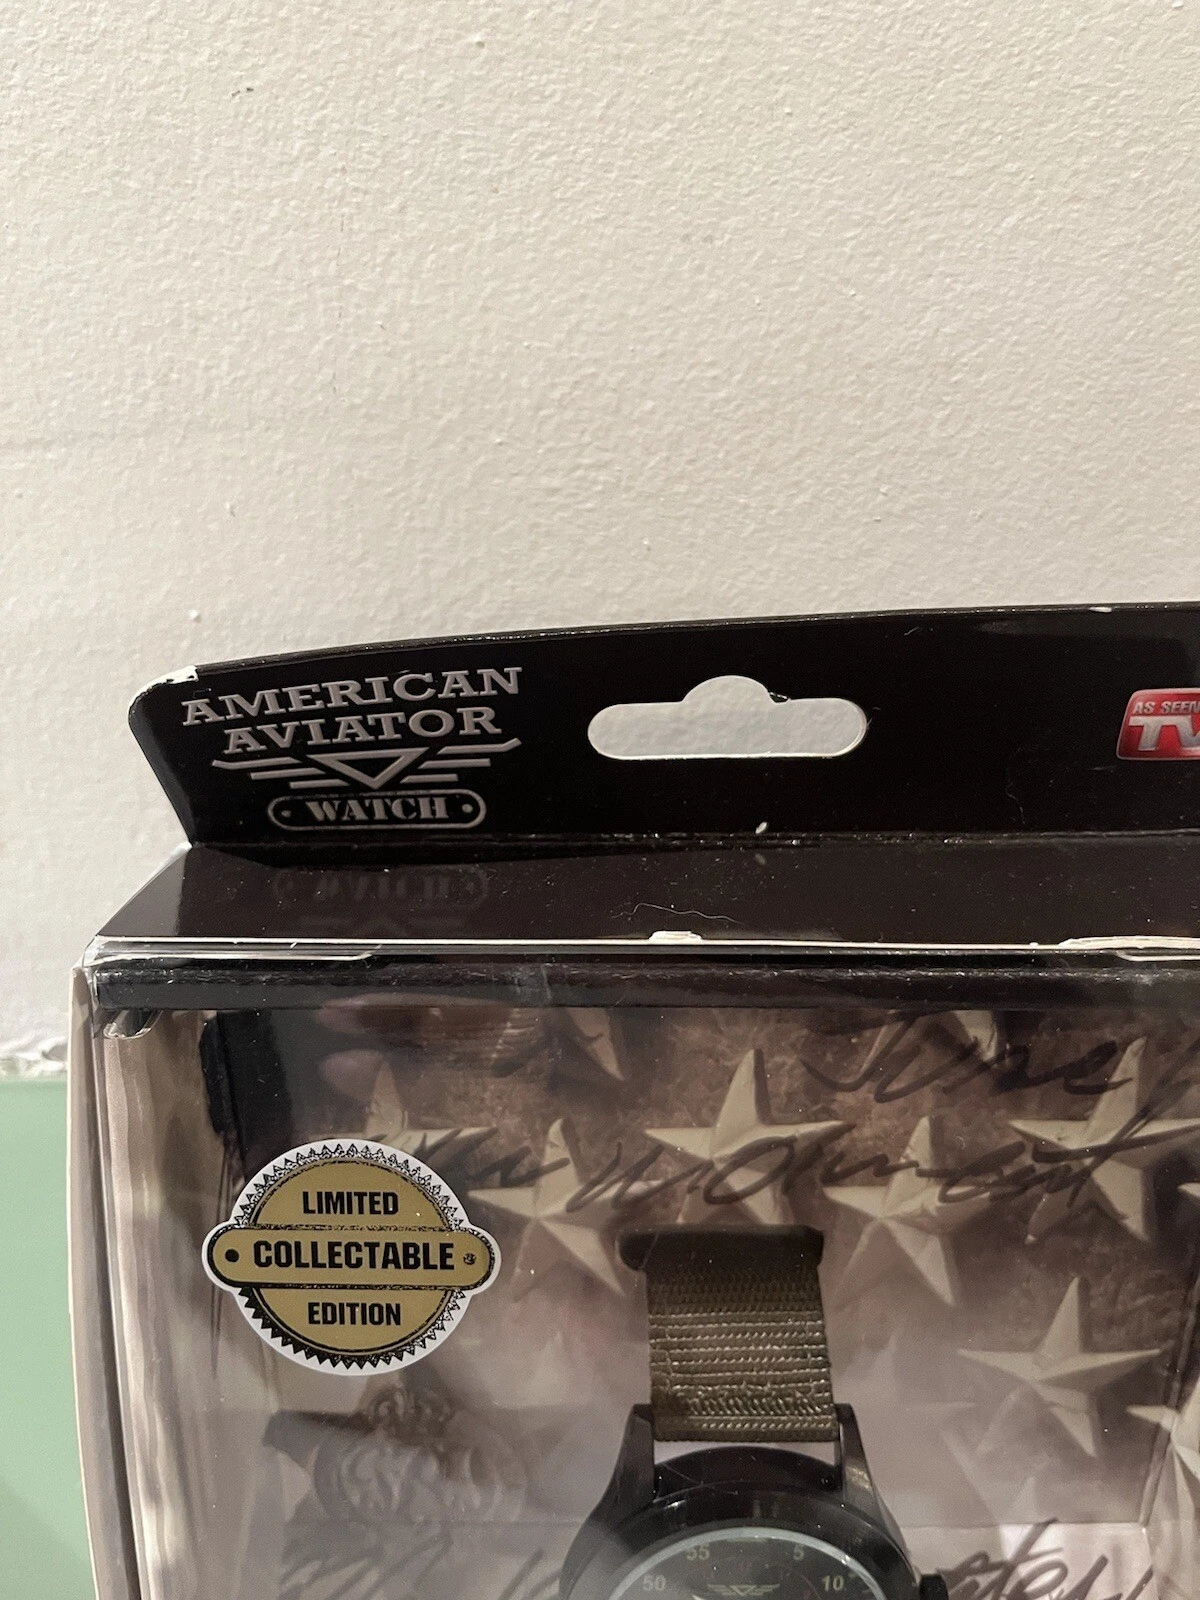 AMERICAN
AVIATOR
WATCH
AS SEEN
TV
LIMITED
COLLECTABLE
EDITION
55
5
50
10